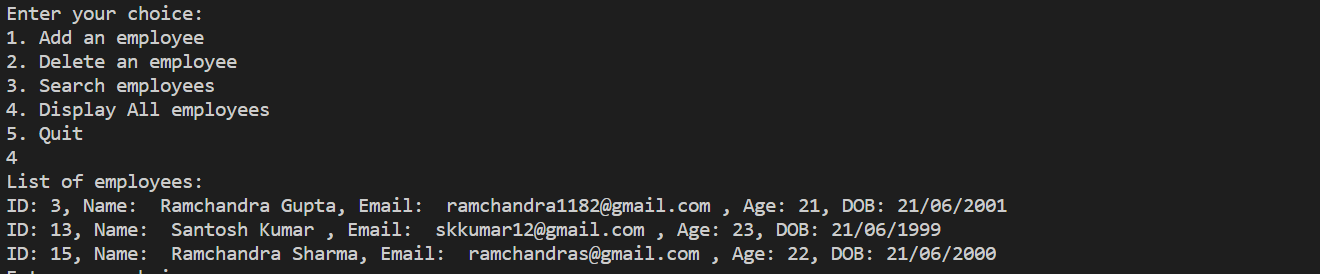 Enter your choice:
1. Add an employee
2. Delete an employee
3. Search employees
4. Display All employees
5. Quit
4
List of employees:
ID: 3, Name:  Ramchandra Gupta, Email:  ramchandra1182@gmail.com , Age: 21, DOB: 21/06/2001
ID: 13, Name:  Santosh Kumar , Email:  skkumar12@gmail.com , Age: 23, DOB: 21/06/1999
ID: 15, Name:  Ramchandra Sharma, Email:  ramchandras@gmail.com , Age: 22, DOB: 21/06/2000